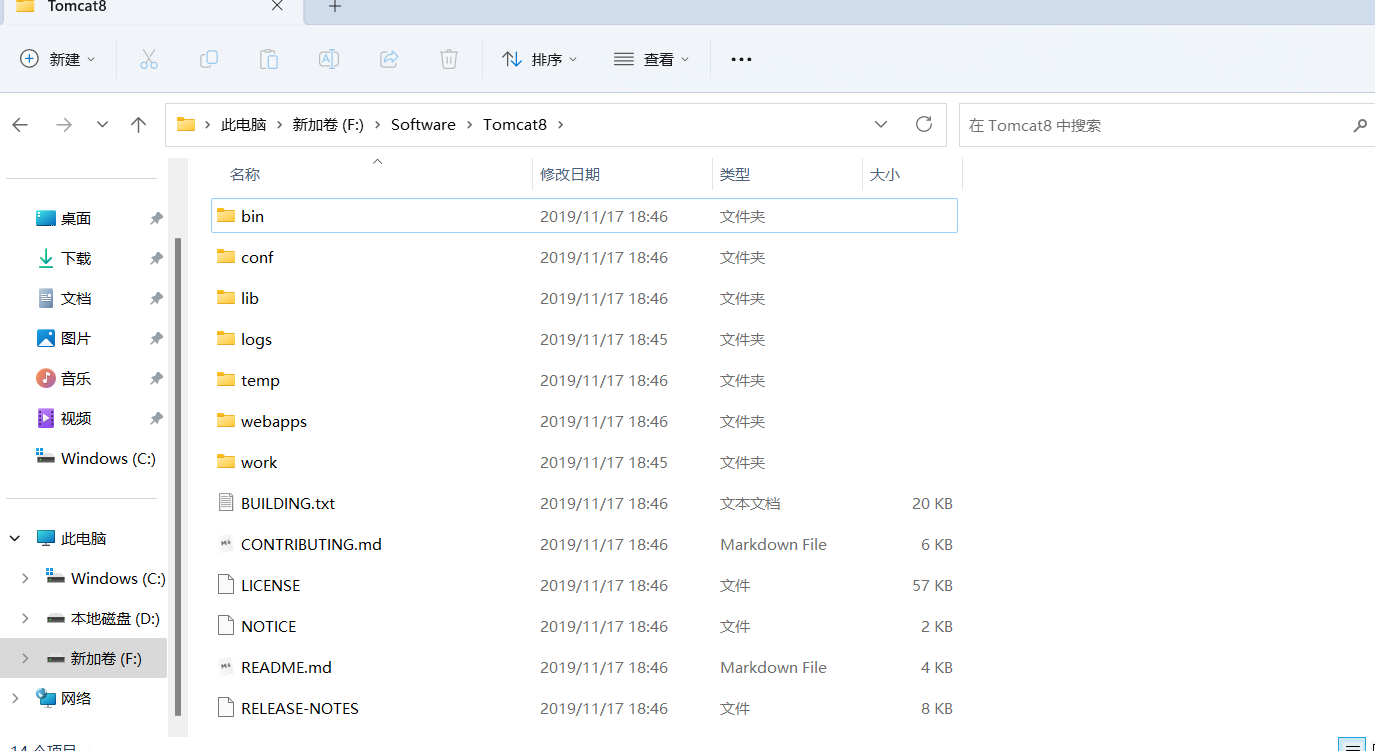 Tomcat8
新建
排序
查看
此电脑 新加卷 (F:) Software Tomcat8
在 Tomcat8 中搜索
名称 修改日期 类型 大小
桌面
下载
文档
图片
音乐
视频
Windows (C:)
此电脑
Windows (C:)
本地磁盘 (D:)
新加卷 (F:)
网络
bin 2019/11/17 18:46 文件夹
conf 2019/11/17 18:46 文件夹
lib 2019/11/17 18:46 文件夹
logs 2019/11/17 18:45 文件夹
temp 2019/11/17 18:46 文件夹
webapps 2019/11/17 18:46 文件夹
work 2019/11/17 18:45 文件夹
BUILDING.txt 2019/11/17 18:46 文本文档 20 KB
CONTRIBUTING.md 2019/11/17 18:46 Markdown File 6 KB
LICENSE 2019/11/17 18:46 文件 57 KB
NOTICE 2019/11/17 18:46 文件 2 KB
README.md 2019/11/17 18:46 Markdown File 4 KB
RELEASE-NOTES 2019/11/17 18:46 文件 8 KB
14 个项目